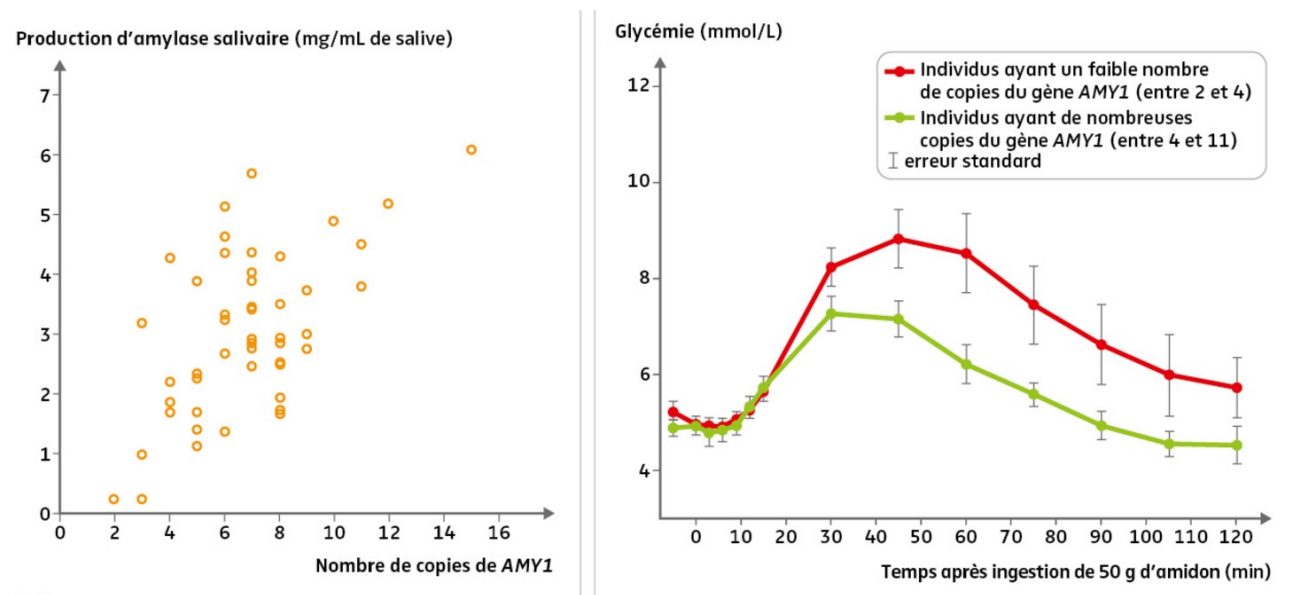 Production d'amylase salivaire (mg/mL de salive)
7
6
5
4
3
2
1
0
0 2 4 6 8 10 12 14 16
Nombre de copies de AMY1
Glycémie (mmol/L)
Individus ayant un faible nombre
de copies du gène AMY1 (entre 2 et 4)
Individus ayant de nombreuses
copies du gène AMY1 (entre 4 et 11)
erreur standard
12
10
8
6
4
0 10 20 30 40 50 60 70 80 90 100 110 120
Temps après ingestion de 50 g d'amidon (min)